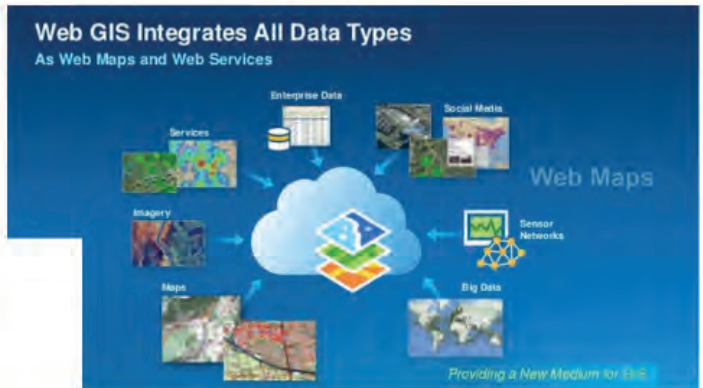 Web GIS Integrates All Data Types
As Web Maps and Web Services
Enterprise Data
Social Media
Services
Web Maps
Imagery
Sensor
Networks
Maps
Big Data
Providing a New Medium for GIS